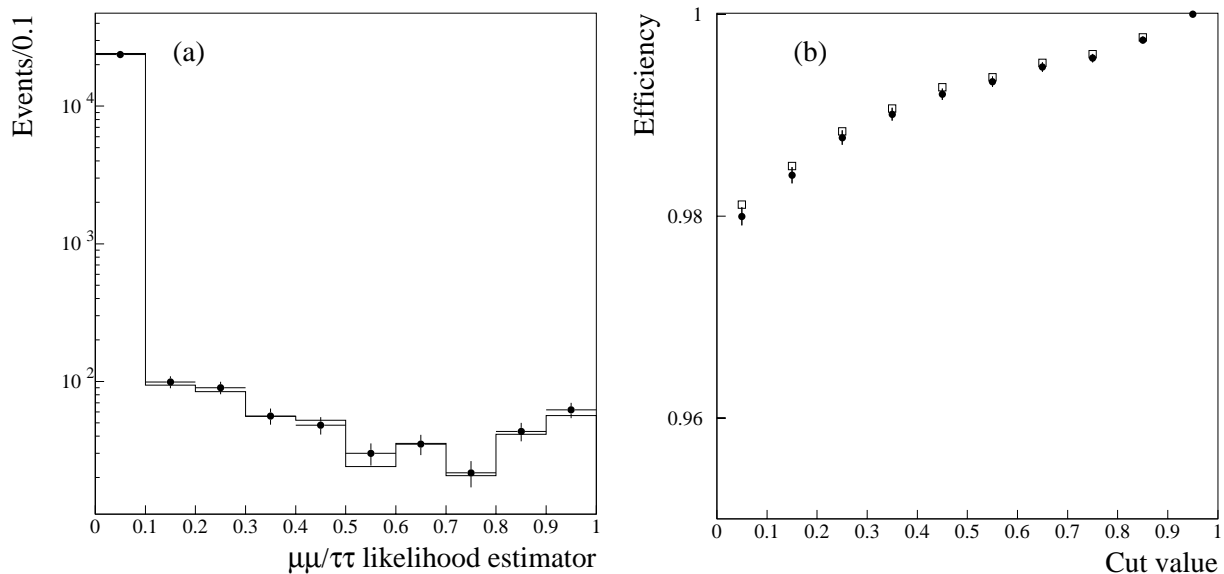 Events/0.1
(a)
10 4
10 3
10 2
0 0.1 0.2 0.3 0.4 0.5 0.6 0.7 0.8 0.9 1
μμ/ττ likelihood estimator
Efficiency
(b)
1
0.98
0.96
0 0.1 0.2 0.3 0.4 0.5 0.6 0.7 0.8 0.9 1
Cut value